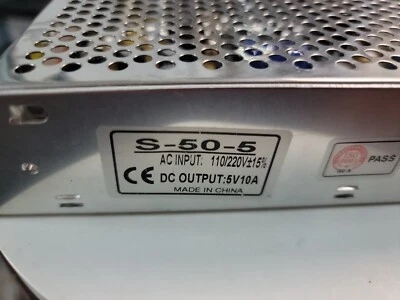 S-50-5
AC INPUT: 110/220V±15%
CE DC OUTPUT:5V10A
MADE IN CHINA
PASS